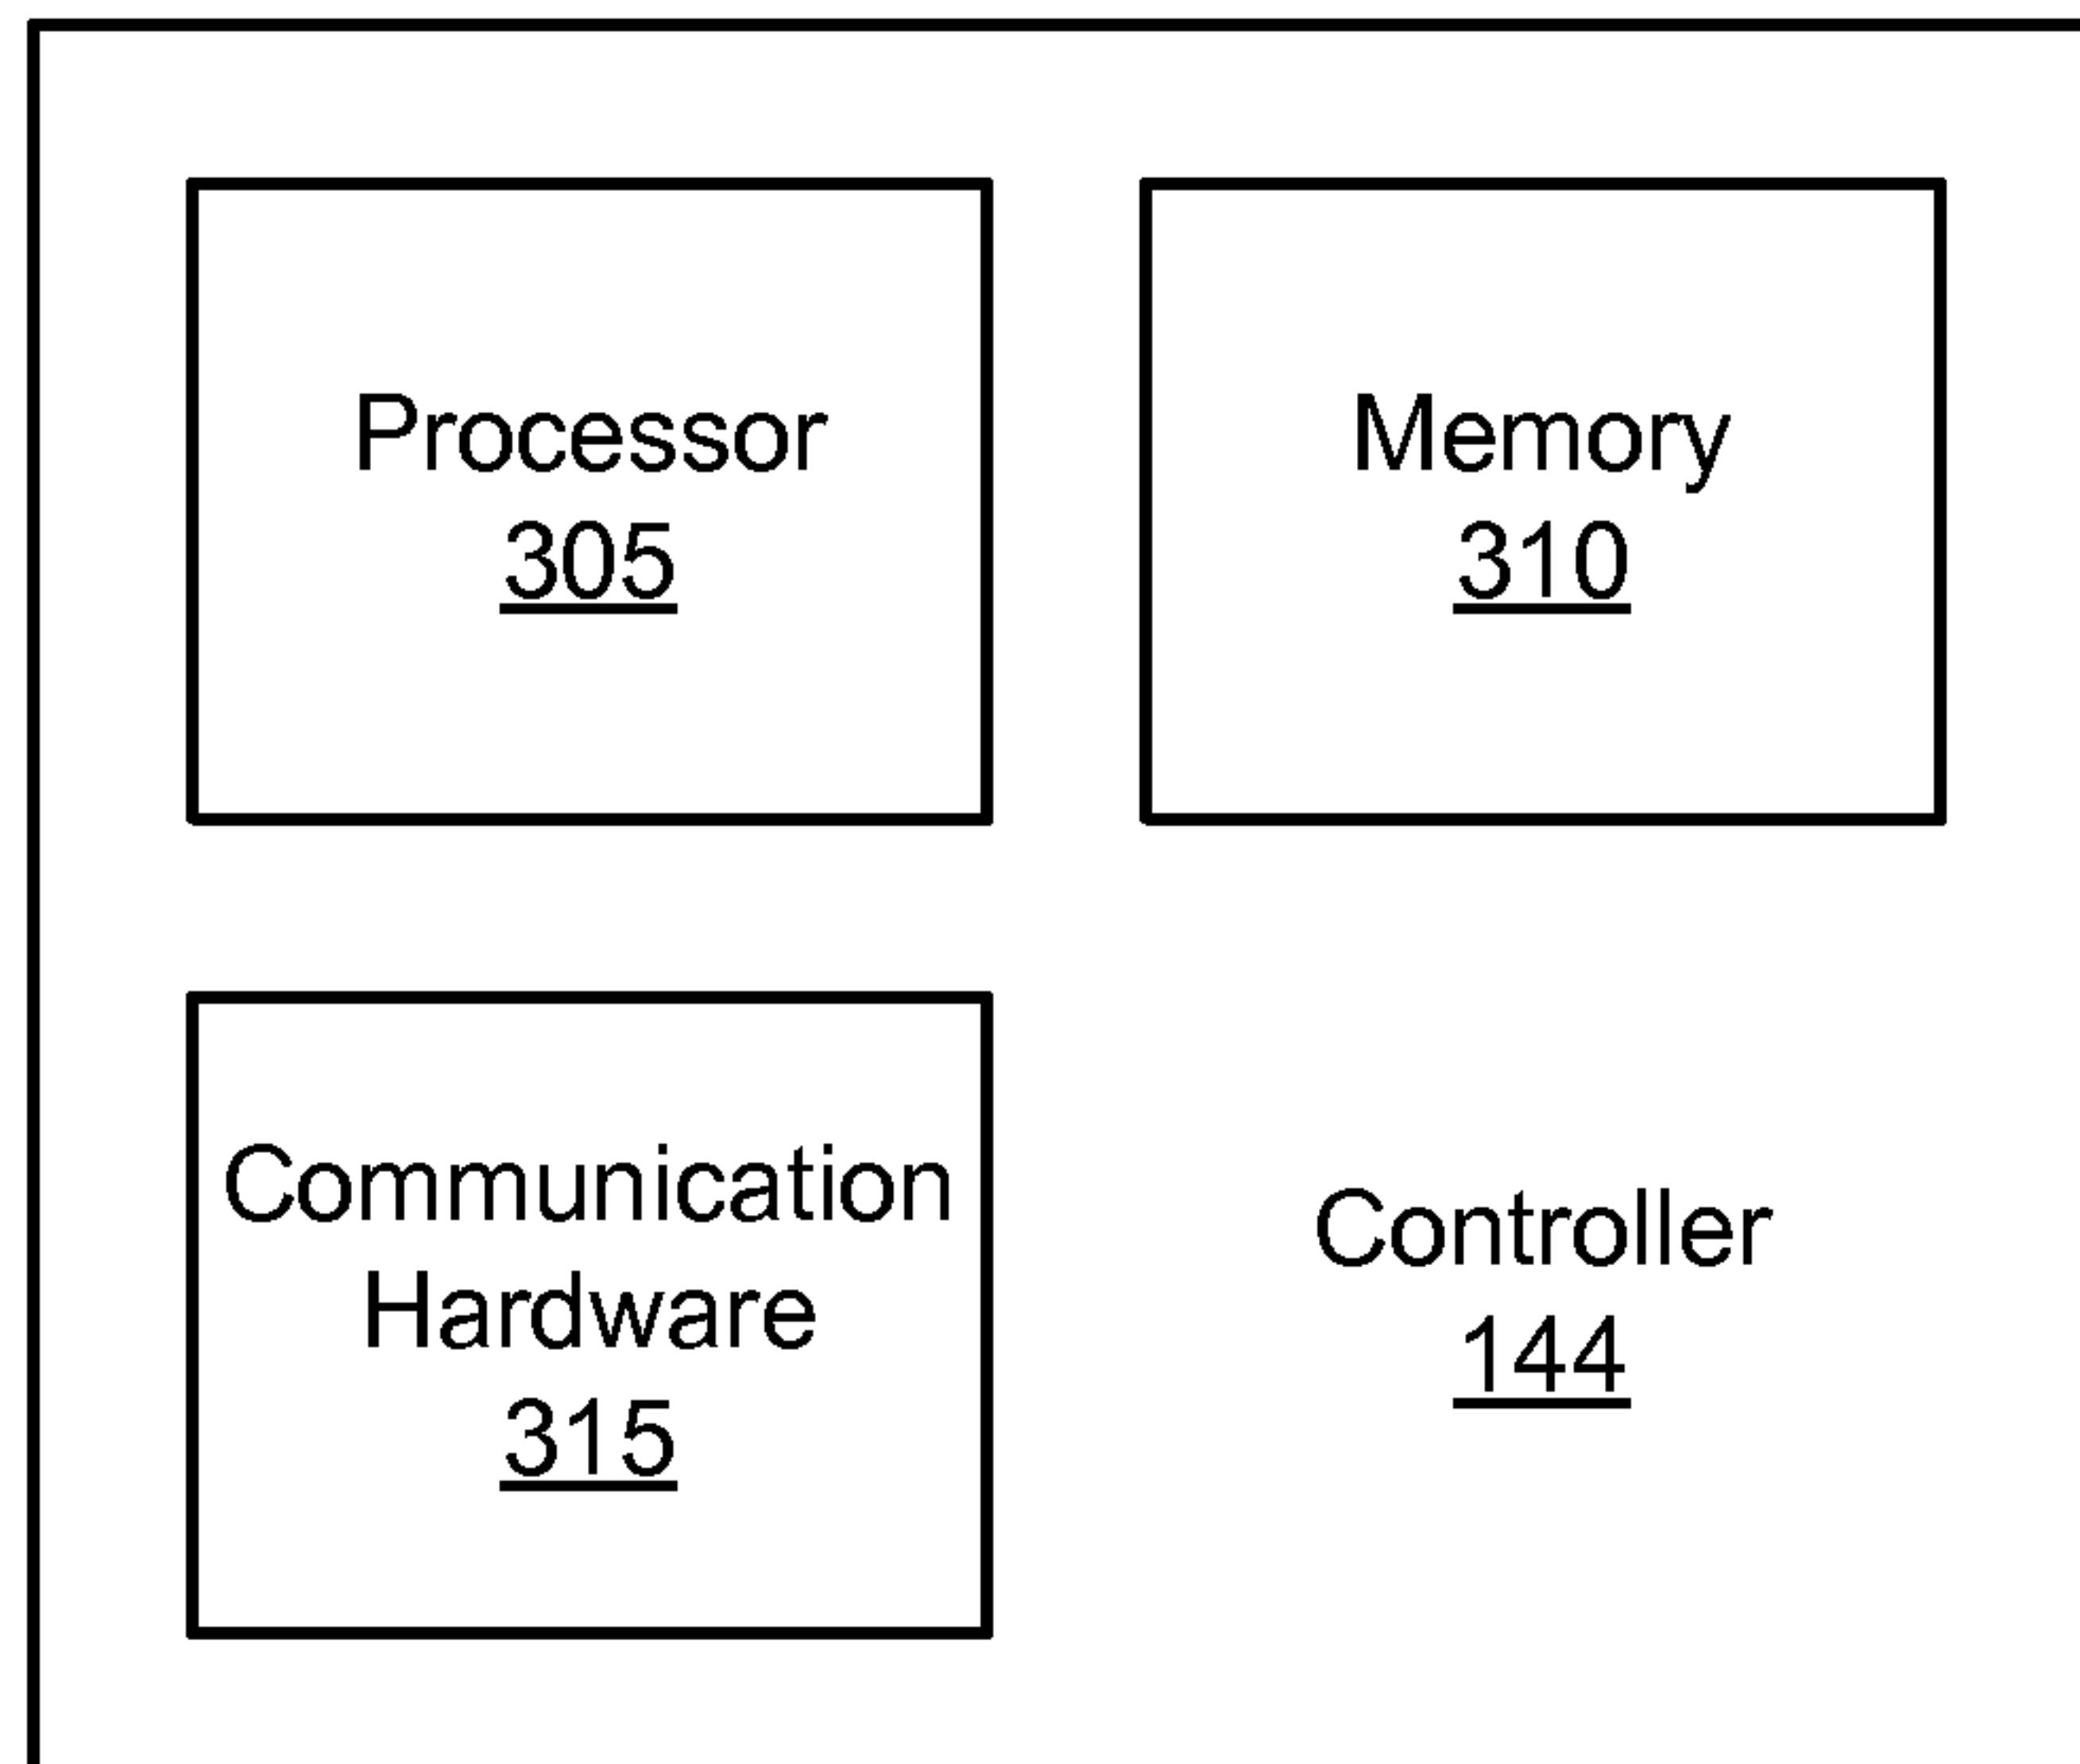 Processor
305
Memory
310
Communication
Hardware
315
Controller
144